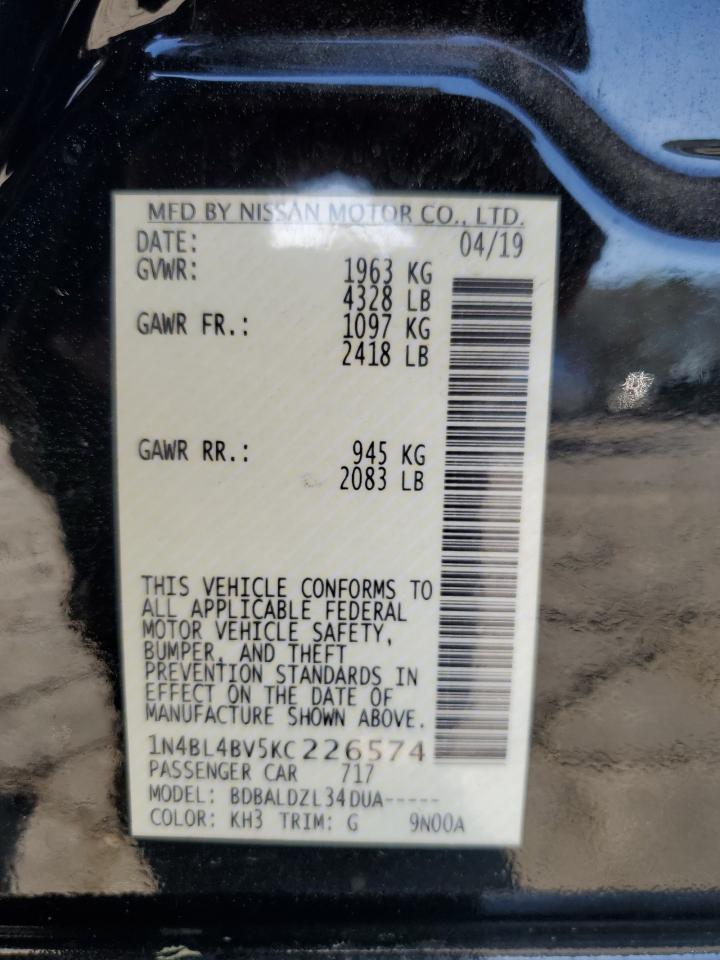 MFD BY NISSAN MOTOR CO., LTD.
DATE: 04/19
GVWR: 1963 KG
4328 LB
GAWR FR.: 1097 KG
2418 LB
GAWR RR.: 945 KG
2083 LB
THIS VEHICLE CONFORMS TO
ALL APPLICABLE FEDERAL
MOTOR VEHICLE SAFETY,
BUMPER, AND THEFT
PREVENTION STANDARDS IN
EFFECT ON THE DATE OF
MANUFACTURE SHOWN ABOVE.
1N4BL4BV5KC226574
PASSENGER CAR 717
MODEL: BDBALDZL34DUA-----
COLOR: KH3 TRIM: G 9N00A